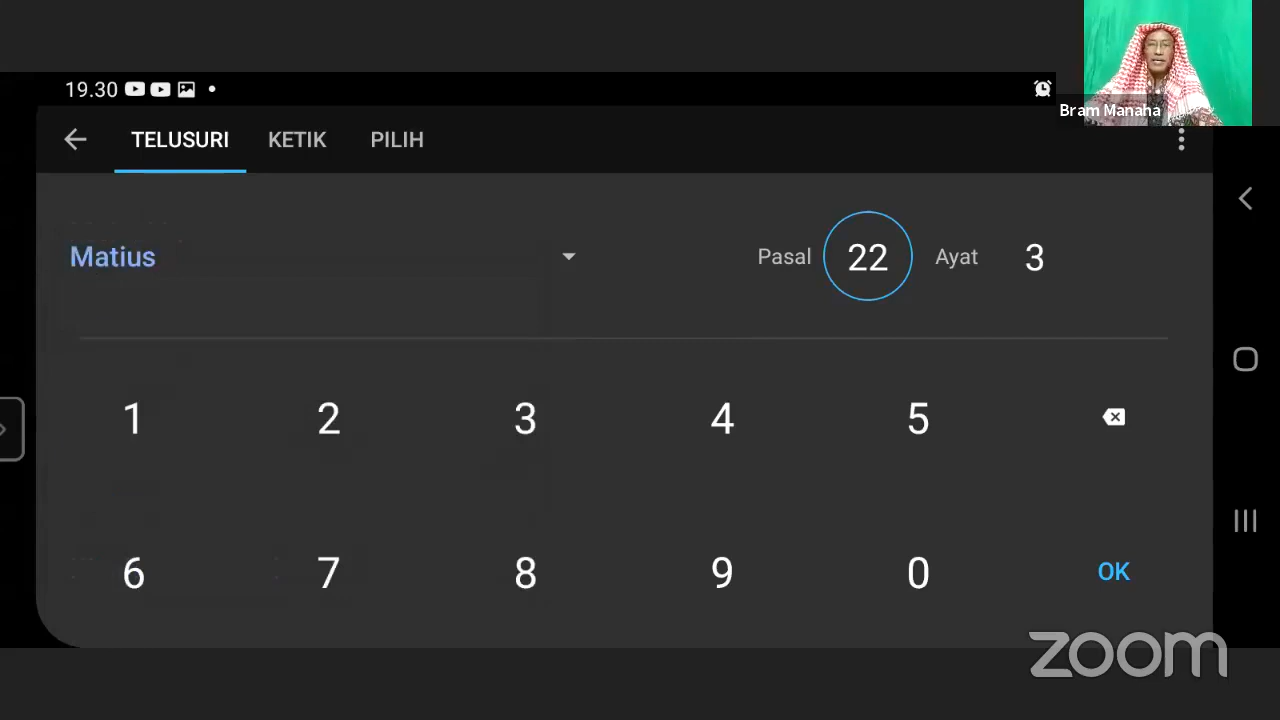 19.30
Bram Manaha
TELUSURI KETIK PILIH
Matius Pasal 22 Ayat 3
1 2 3 4 5
6 7 8 9 0 OK
zoom